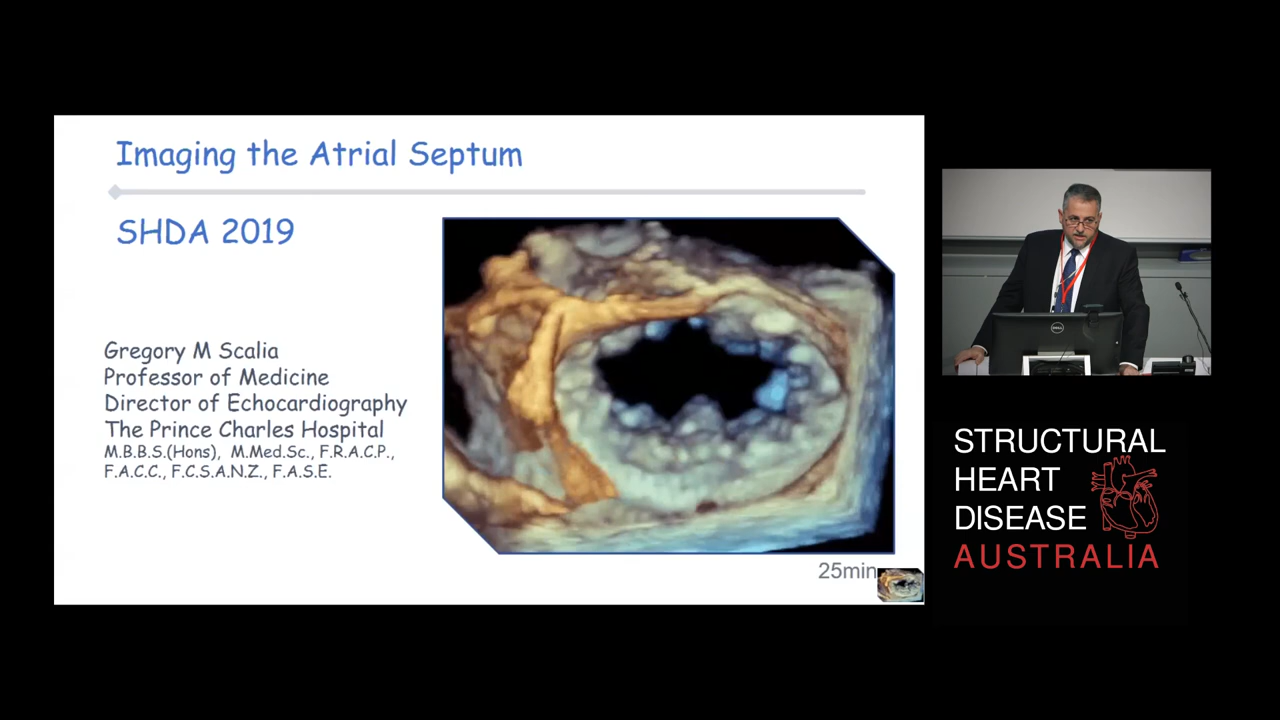 Imaging the Atrial Septum
SHDA 2019
Gregory M Scalia
Professor of Medicine
Director of Echocardiography
The Prince Charles Hospital
M.B.B.S.(Hons), M.Med.Sc., F.R.A.C.P.,
F.A.C.C., F.C.S.A.N.Z., F.A.S.E.
25min
DELL
STRUCTURAL
HEART
DISEASE
AUSTRALIA